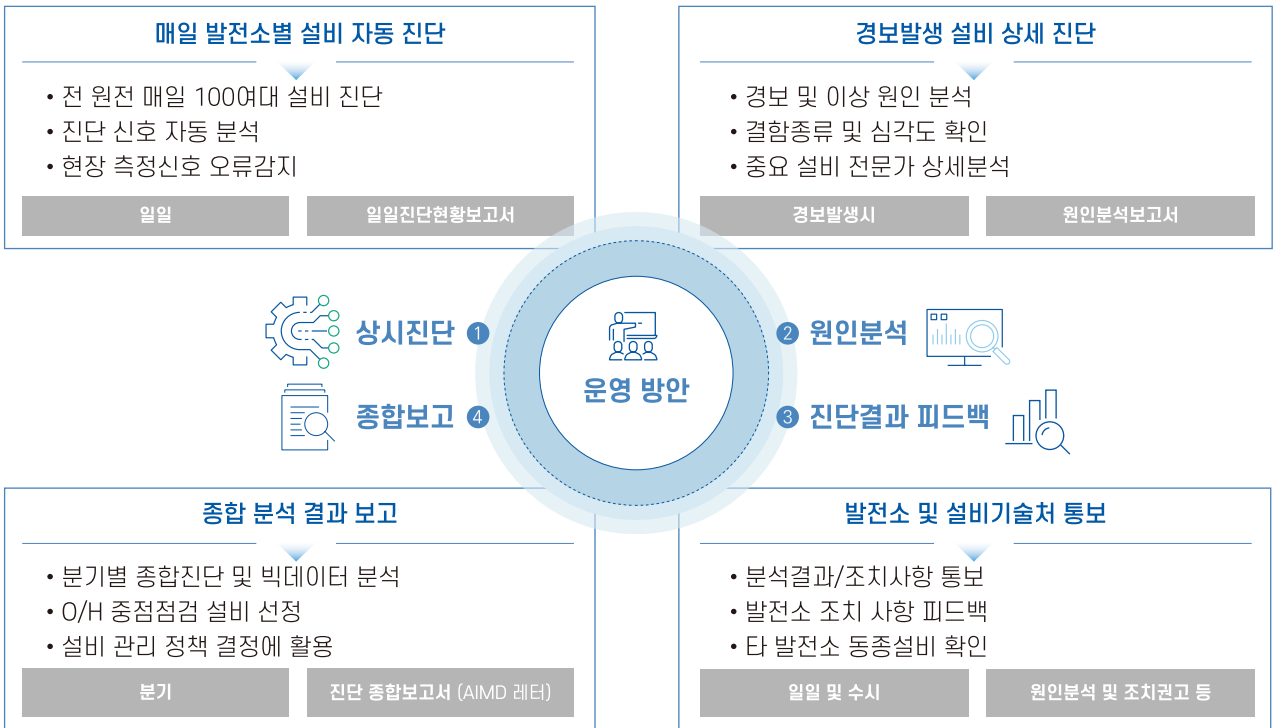 매일 발전소별 설비 자동 진단
• 전 원전 매일 100여대 설비 진단
• 진단 신호 자동 분석
• 현장 측정신호 오류감지
일일
일일진단현황보고서
경보발생 설비 상세 진단
• 경보 및 이상 원인 분석
• 결함종류 및 심각도 확인
• 중요 설비 전문가 상세분석
경보발생시
원인분석보고서
상시진단 1
2 원인분석
운영 방안
종합보고 4
3 진단결과 피드백
종합 분석 결과 보고
• 분기별 종합진단 및 빅데이터 분석
• O/H 중점점검 설비 선정
• 설비 관리 정책 결정에 활용
분기
진단 종합보고서 (AIMD 레터)
발전소 및 설비기술처 통보
• 분석결과/조치사항 통보
• 발전소 조치 사항 피드백
• 타 발전소 동종설비 확인
일일 및 수시
원인분석 및 조치권고 등